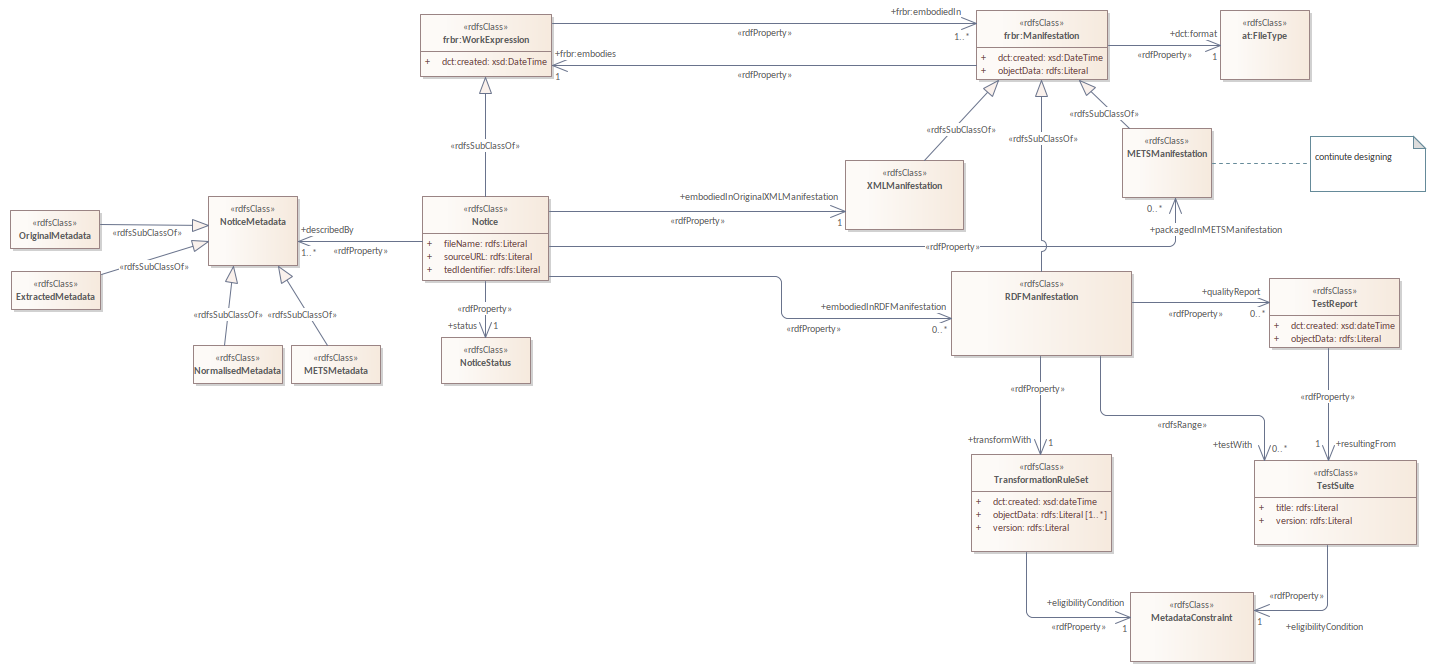 «rdfsClass»
frbr:WorkExpression
+ dct:created: xsd:DateTime
+frbr:embodiedIn
«rdfProperty»
1..*
+frbr:embodies
«rdfProperty»
1
«rdfsClass»
frbr:Manifestation
+ dct:created: xsd:DateTime
+ objectData: rdfs:Literal
+dct:format
«rdfProperty»
1
«rdfsClass»
at:FileType
«rdfsSubClassOf»
«rdfsSubClassOf»
«rdfsSubClassOf»
«rdfsSubClassOf»
«rdfsClass»
METSManifestation
continute designing
«rdfsClass»
XMLManifestation
«rdfsClass»
OriginalMetadata
«rdfsSubClassOf»
«rdfsClass»
ExtractedMetadata
«rdfsSubClassOf»
«rdfsClass»
NoticeMetadata
+describedBy
1..*
«rdfProperty»
«rdfsClass»
Notice
+ fileName: rdfs:Literal
+ sourceURL: rdfs:Literal
+ tedIdentifier: rdfs:Literal
+embodiedInOriginalXMLManifestation
«rdfProperty»
1
0..*
+packagedInMETSManifestation
«rdfProperty»
+embodiedInRDFManifestation
«rdfProperty»
0..*
«rdfsSubClassOf»
«rdfsSubClassOf»
«rdfsClass»
NormalisedMetadata
«rdfsClass»
METSMetadata
«rdfProperty»
+status
1
«rdfsClass»
NoticeStatus
«rdfsClass»
RDFManifestation
+qualityReport
«rdfProperty»
0..*
«rdfsClass»
TestReport
+ dct:created: xsd:dateTime
+ objectData: rdfs:Literal
«rdfProperty»
+transformWith
1
«rdfsRange»
+testWith
0..*
«rdfProperty»
1
+resultingFrom
«rdfsClass»
TransformationRuleSet
+ dct:created: xsd:dateTime
+ objectData: rdfs:Literal [1..*]
+ version: rdfs:Literal
«rdfsClass»
TestSuite
+ title: rdfs:Literal
+ version: rdfs:Literal
+eligibilityCondition
«rdfProperty»
1
«rdfsClass»
MetadataConstraint
«rdfProperty»
1
+eligibilityCondition